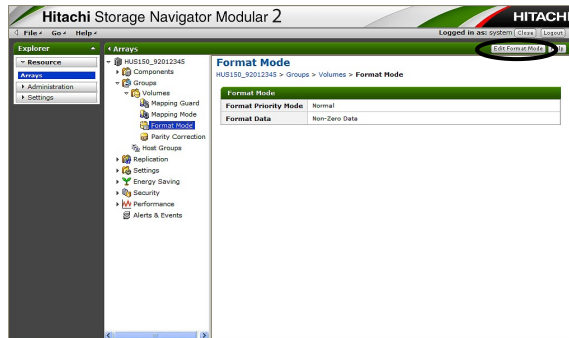 Hitachi Storage Navigator Modular 2
HITACHI
File Go Help
Logged in as: system Close Logout
Explorer
Arrays
Edit Format Mode
Resource
Arrays
Administration
Settings
HUS150_92012345
Components
Groups
Volumes
Mapping Guard
Mapping Mode
Format Mode
Parity Correction
Host Groups
Replication
Settings
Energy Saving
Security
Performance
Alerts & Events
Format Mode
HUS150_92012345 > Groups > Volumes > Format Mode
Format Mode
Format Priority Mode Normal
Format Data Non-Zero Data